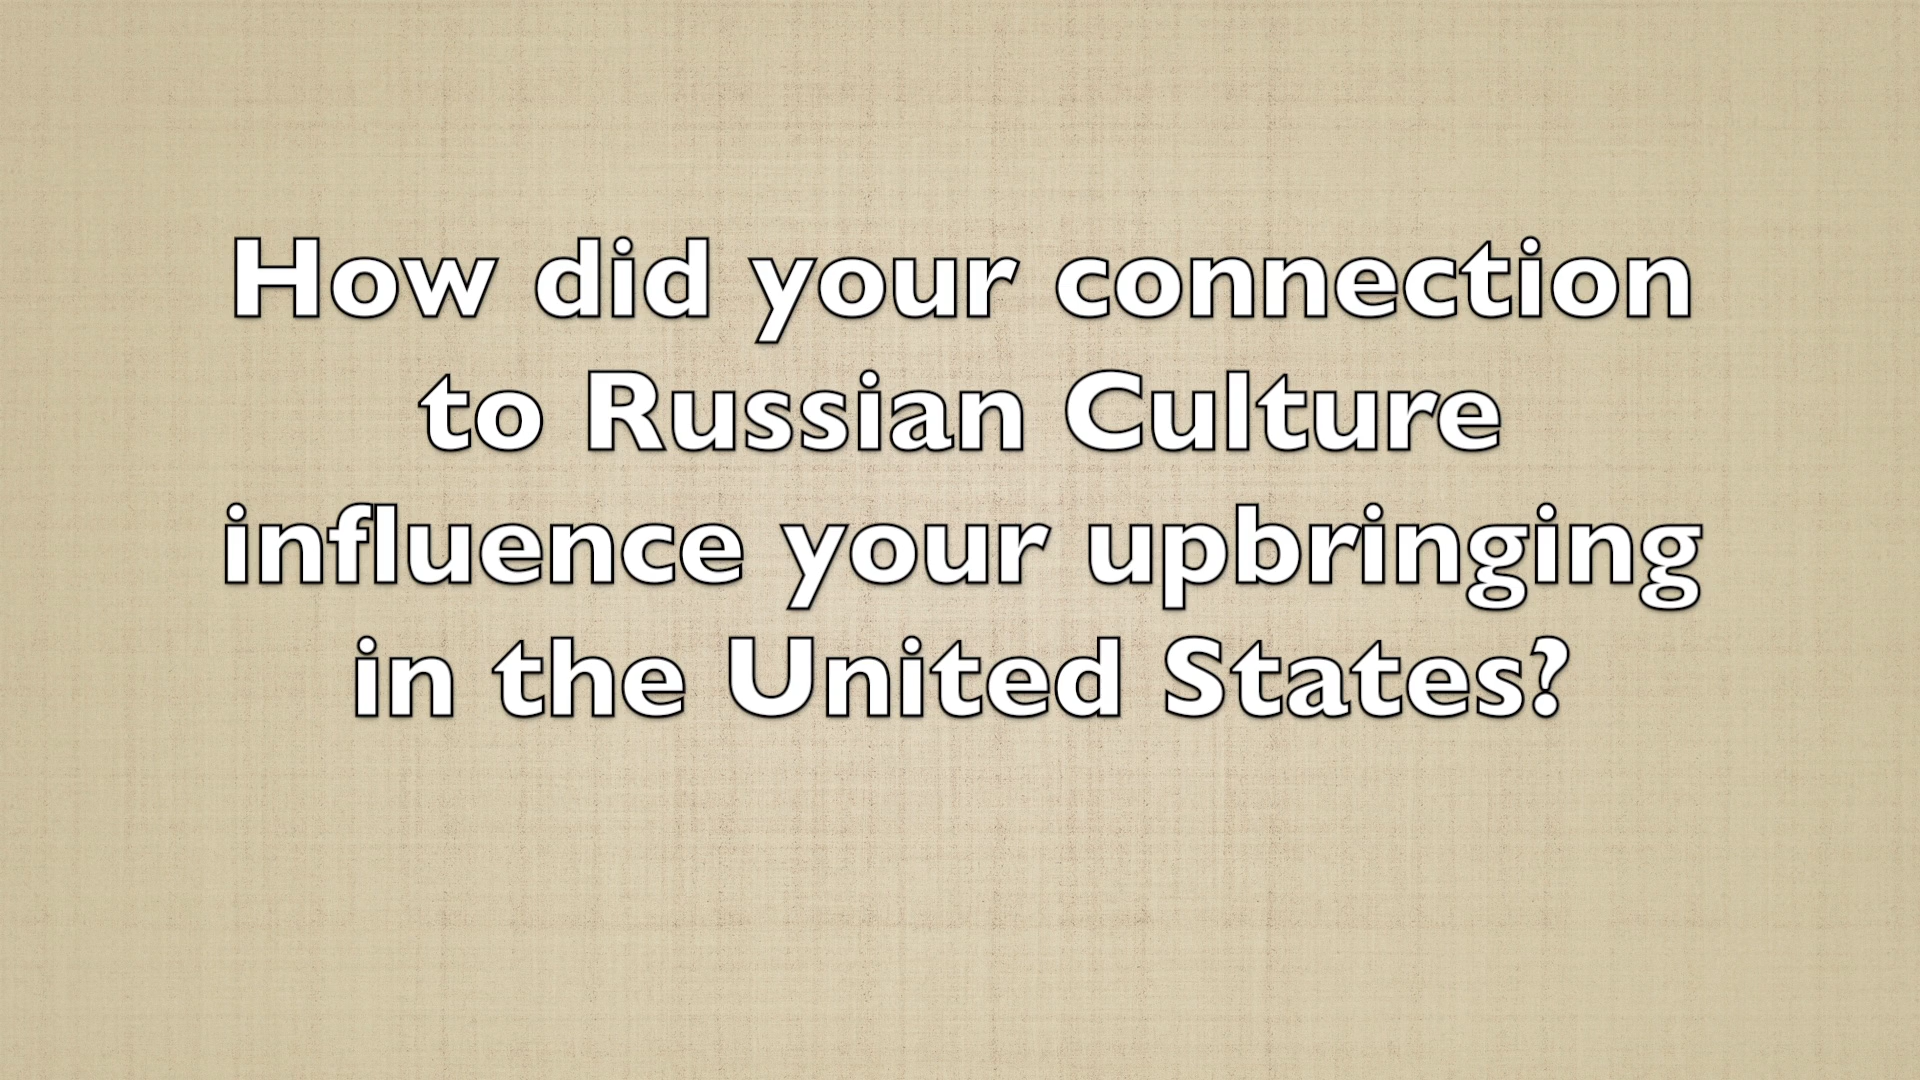 How did your connection
to Russian Culture
influence your upbringing
in the United States?